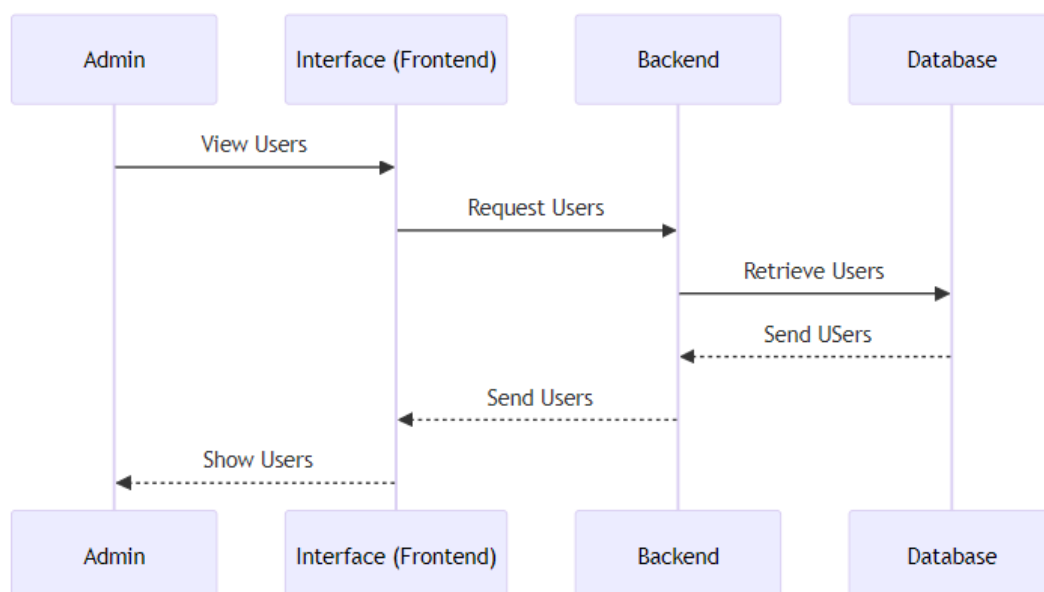 Admin
Interface (Frontend)
Backend
Database
View Users
Request Users
Retrieve Users
Send USers
Send Users
Show Users
Admin
Interface (Frontend)
Backend
Database